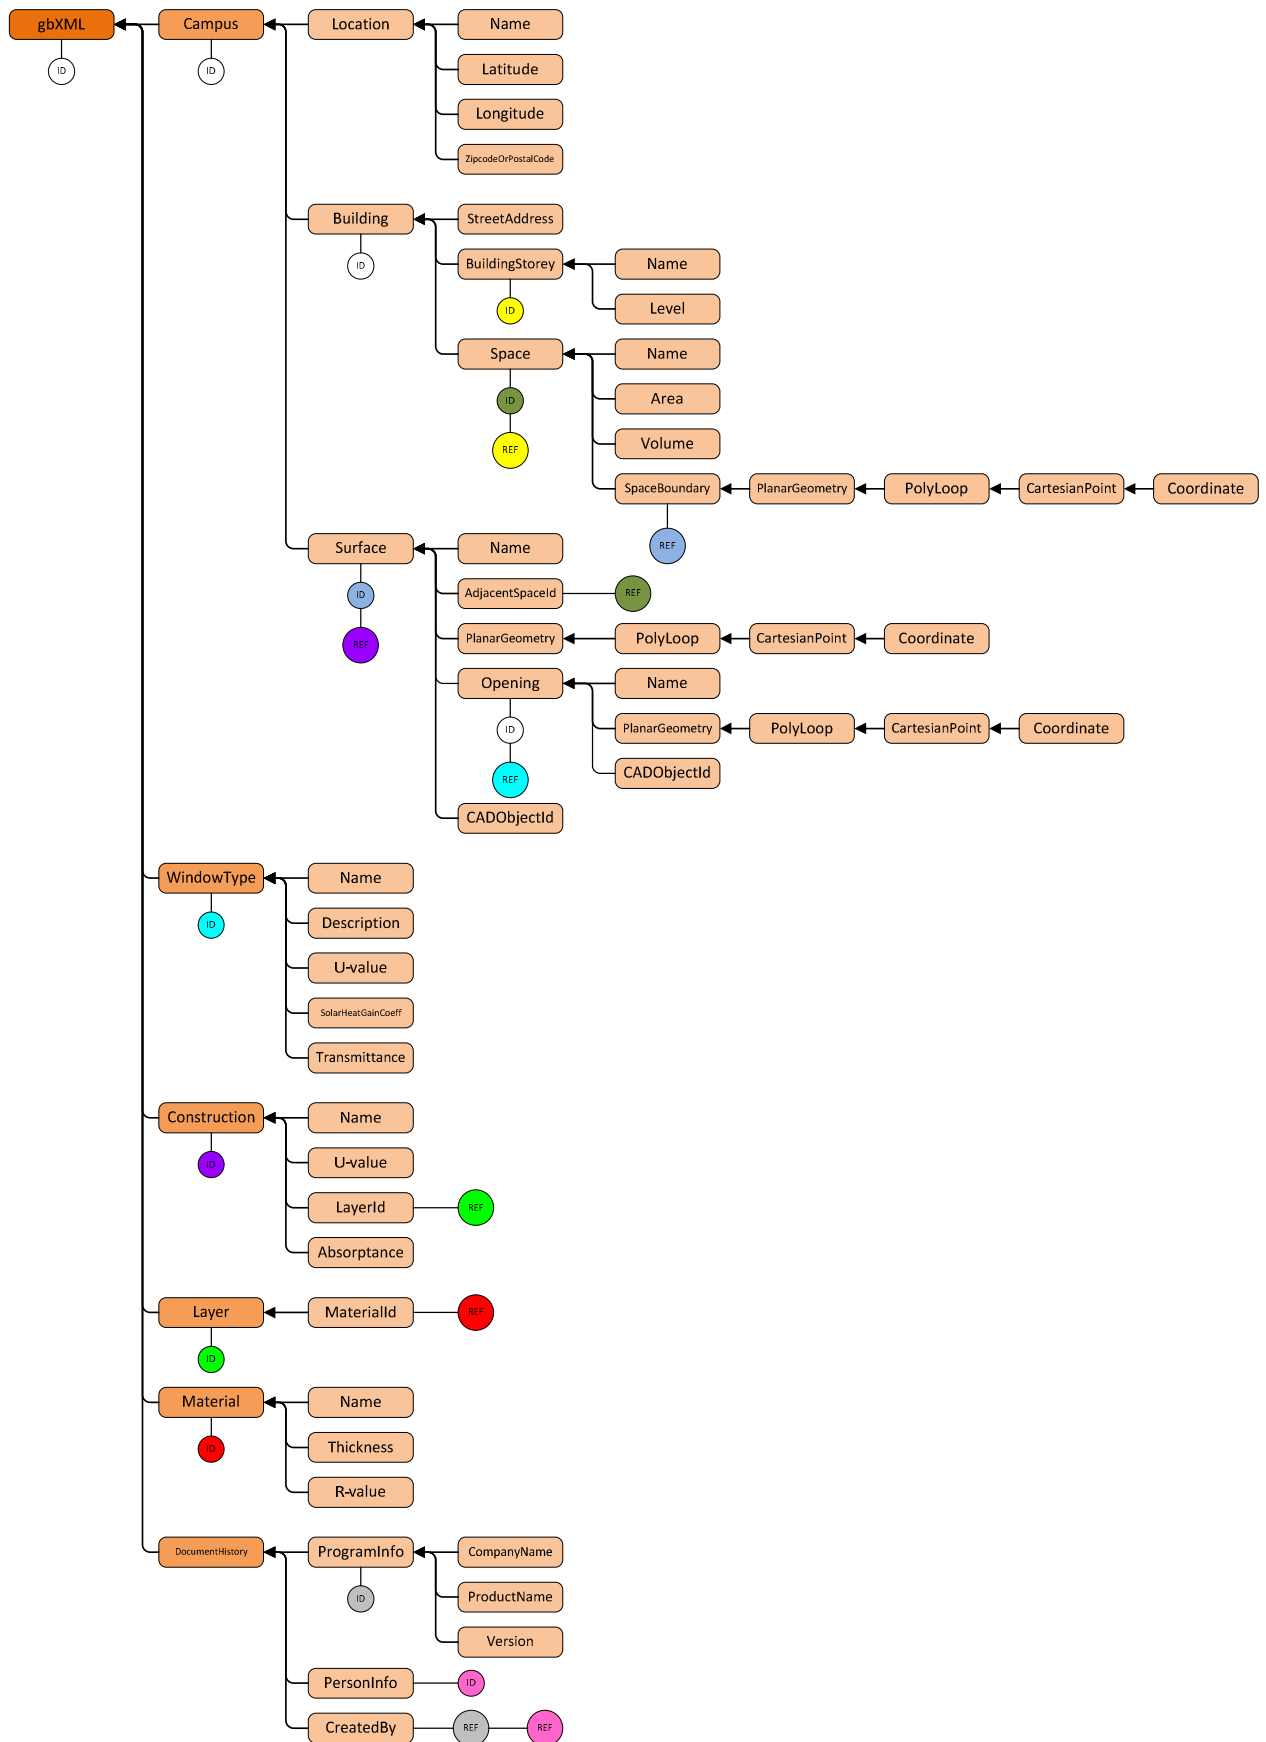 gbXML
Campus
Location
Name
ID
ID
Latitude
Longitude
ZipcodeOrPostalCode
Building
StreetAddress
ID
BuildingStorey
Name
ID
Level
Space
Name
ID
Area
REF
Volume
SpaceBoundary
PlanarGeometry
PolyLoop
CartesianPoint
Coordinate
REF
Surface
Name
ID
AdjacentSpaceId
REF
REF
PlanarGeometry
PolyLoop
CartesianPoint
Coordinate
Opening
Name
ID
PlanarGeometry
PolyLoop
CartesianPoint
Coordinate
REF
CADObjectId
CADObjectId
WindowType
Name
ID
Description
U-value
SolarHeatGainCoeff
Transmittance
Construction
Name
ID
U-value
LayerId
REF
Absorptance
Layer
MaterialId
REF
ID
Material
Name
ID
Thickness
R-value
DocumentHistory
ProgramInfo
CompanyName
ID
ProductName
Version
PersonInfo
ID
CreatedBy
REF
REF